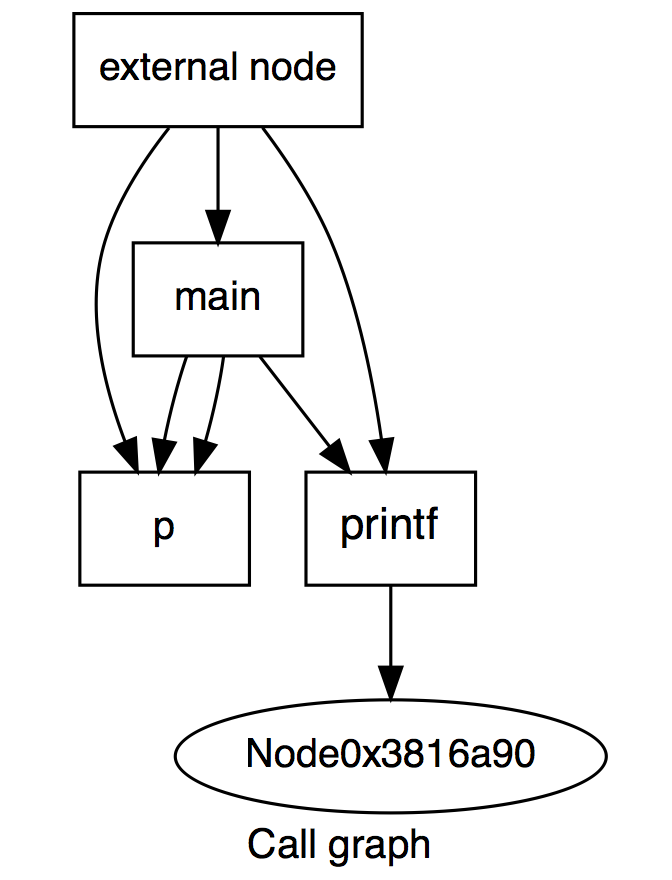 external node
main
p
printf
Node0x3816a90
Call graph